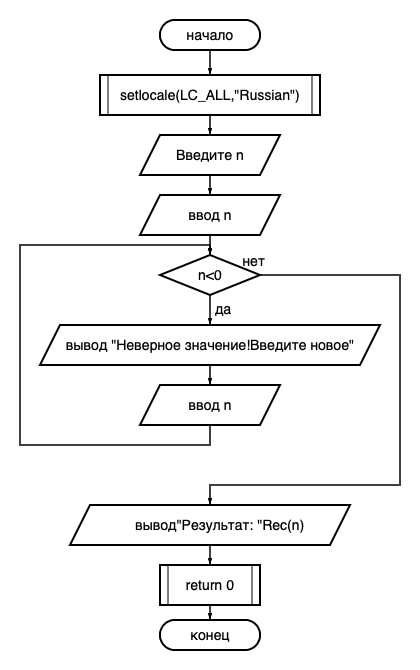 начало
setlocale(LC_ALL,"Russian")
Введите n
ввод n
n<0
нет
да
вывод "Неверное значение!Введите новое"
ввод n
вывод"Результат: "Rec(n)
return 0
конец